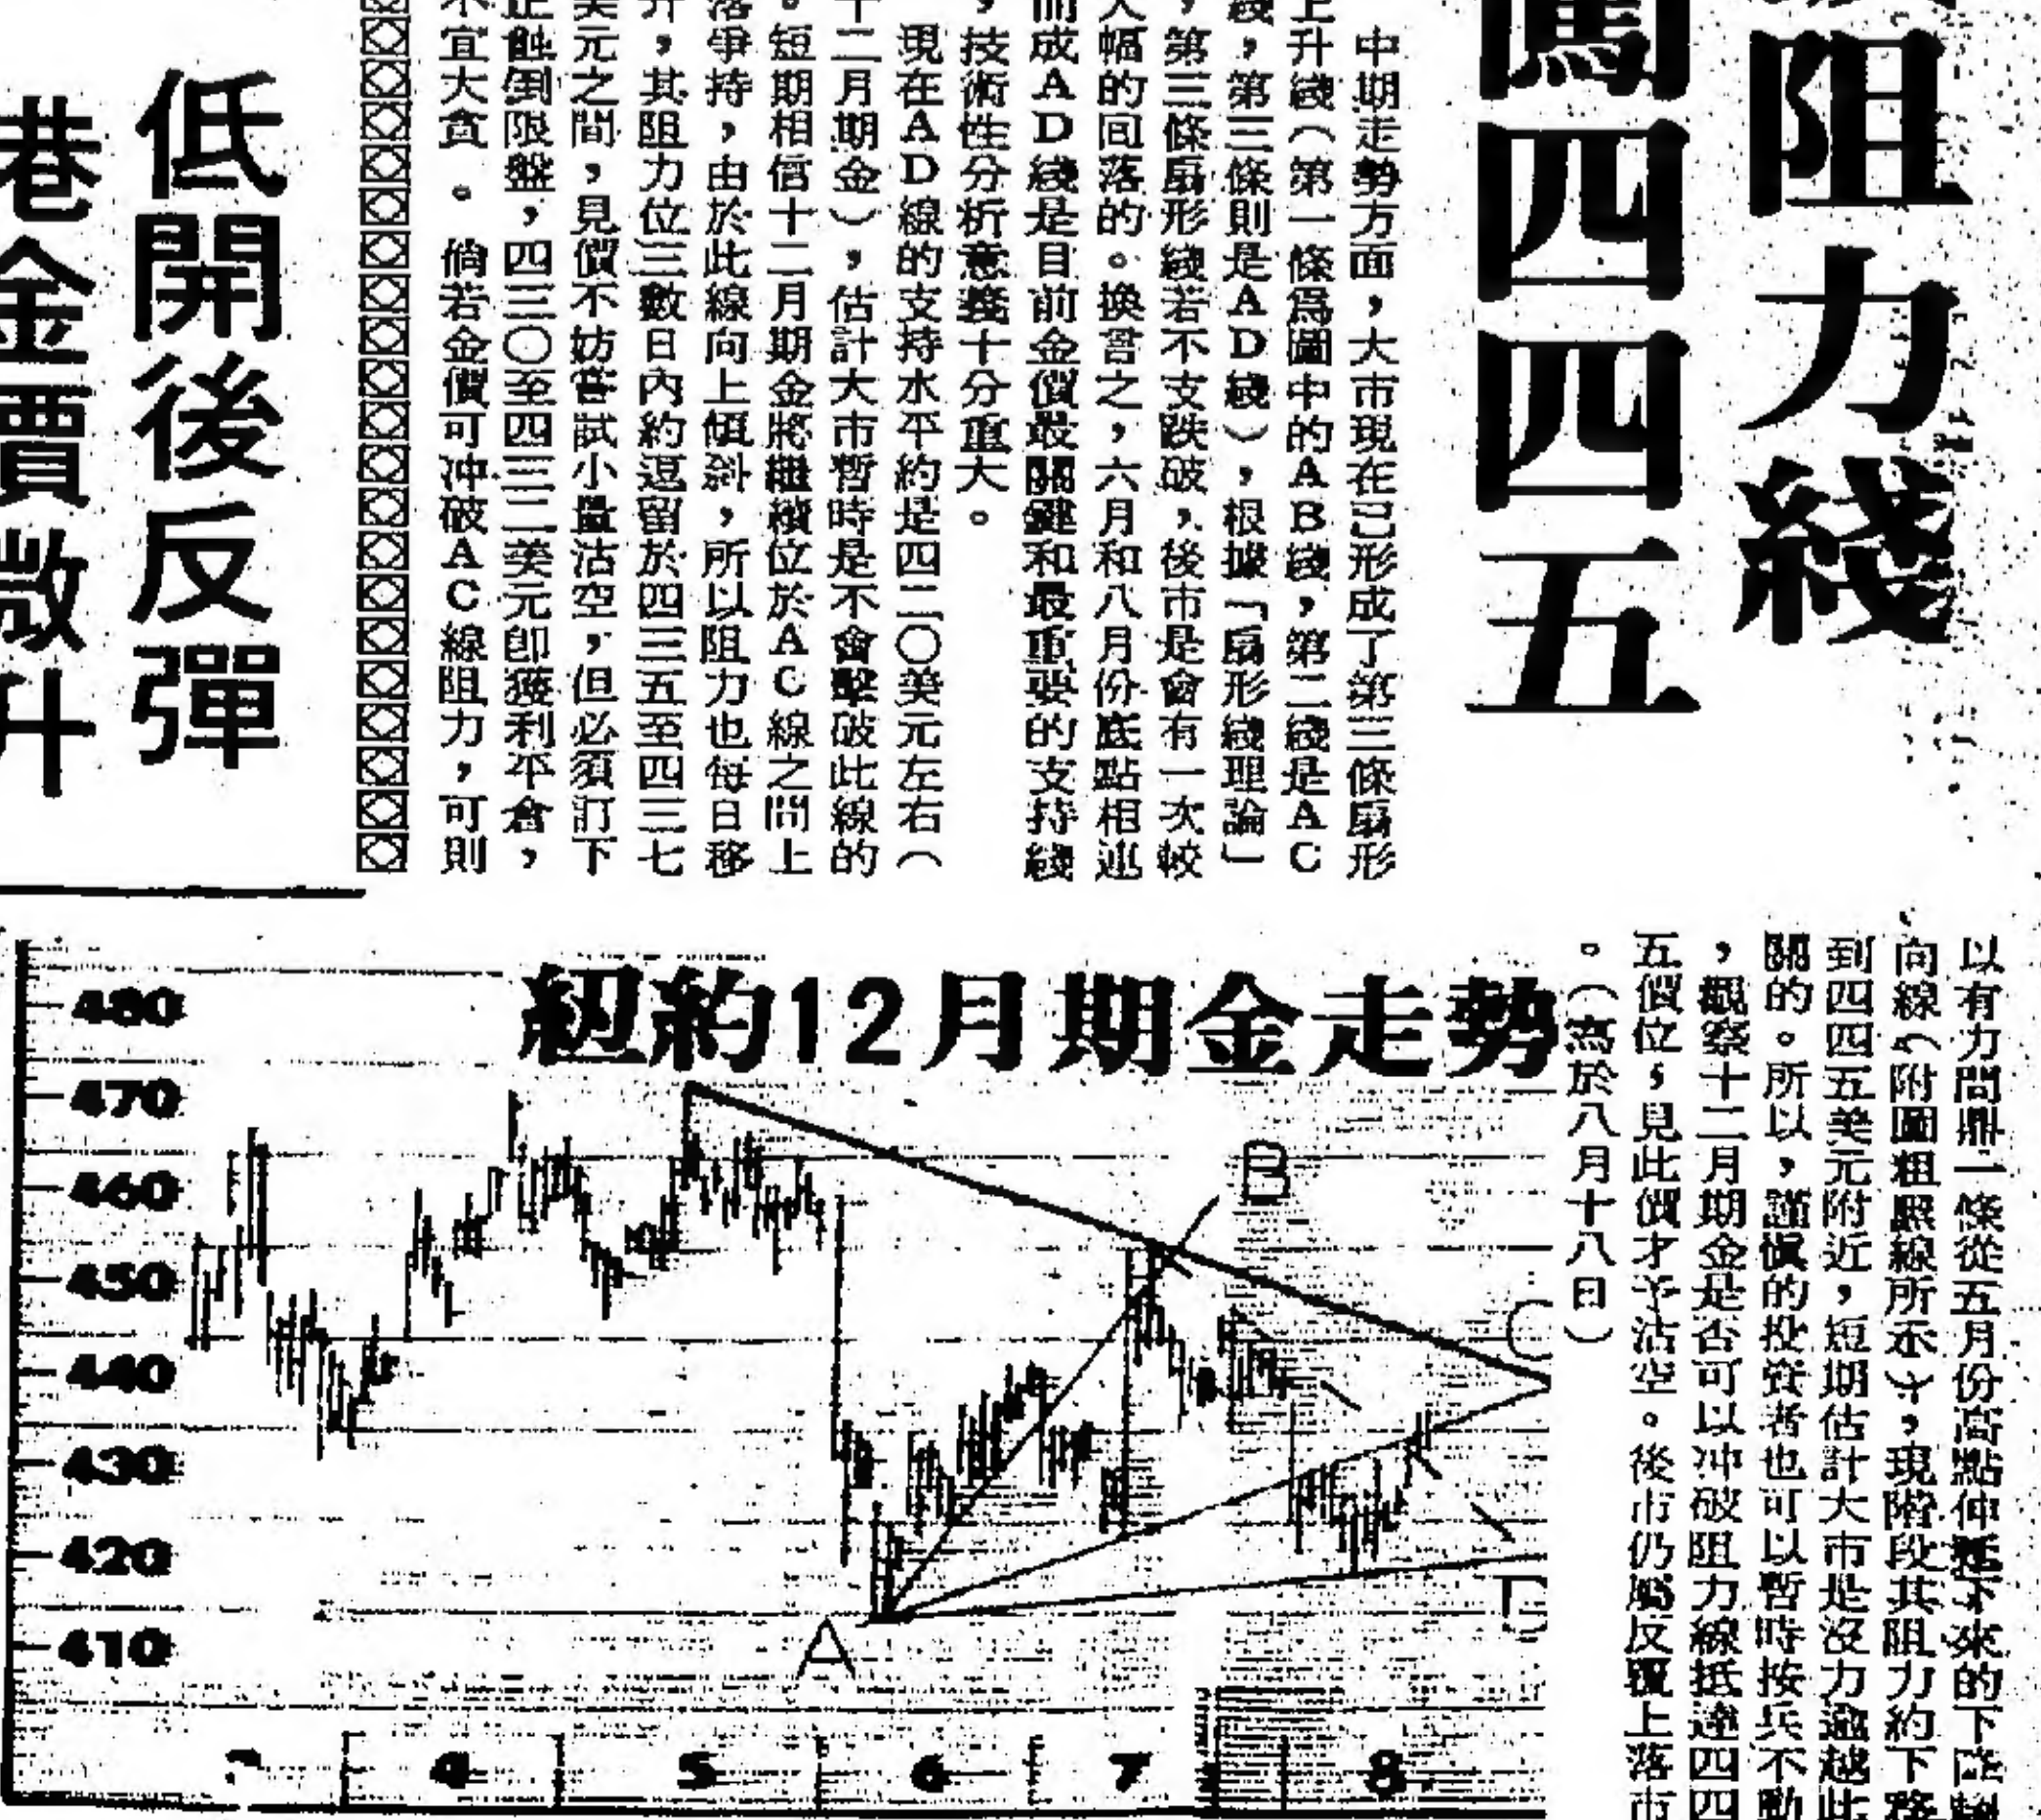 阻力綫
闖四四五
中期走勢方面，大市現在已形成了第三條扇形
上升綫（第一條爲圖中的AB綫，第二綫是AC
綫，第三條則是AD綫），根據「扇形綫理論」
，第三條扇形綫若不支跌破，後市是會有一次較
大幅的回落的。換言之，六月和八月份底點相連
而成AD綫是目前金價最關鍵和最重要的支持綫
，技術性分析意義十分重大。
現在AD線的支持水平約是四二〇美元左右（
十二月期金），估計大市暫時是不會擊破此線的
。短期相信十二月期金將繼續位於AC線之間上
落爭持，由於此線向上傾斜，所以阻力也每日移
升，其阻力位三數日內約逗留於四三五至四三七
美元之間，見價不妨嘗試小量沽空，但必須訂下
止蝕到限盤，四三〇至四三二美元卽獲利平倉，
不宜大貪。倘若金價可冲破AC線阻力，可則
低開後反彈
港金價微升
以有力問鼎一條從五月份高點伸延下來的下降斜
向線（附圖粗黑線所示），現階段其阻力約下移
到四四五美元附近，短期估計大市是沒力逾越此
關的。所以，謹愼的投資者也可以暫時按兵不動
，觀察十二月期金是否可以冲破阻力線抵達四四
五價位，見此價才予沽空。後市仍屬反覆上落市
。（寫於八月十八日）
紐約12月期金走勢
480
470
460
450
440
430
420
410
A
B
C
D
4
5
6
7
8